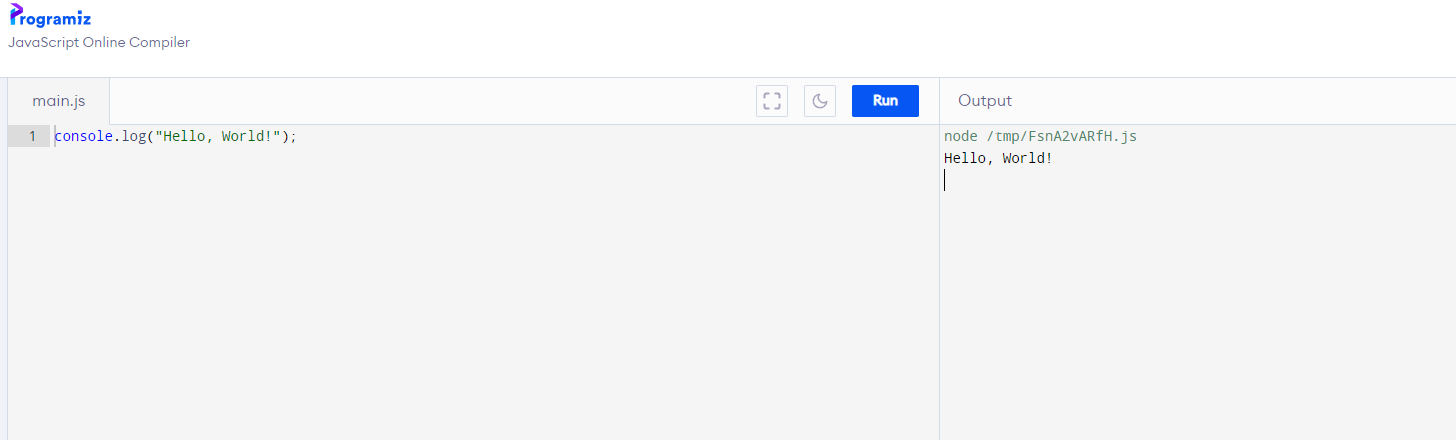 Programiz
JavaScript Online Compiler
main.js
Run
Output
1 console.log("Hello, World!");
node /tmp/FsnA2vARfH.js
Hello, World!